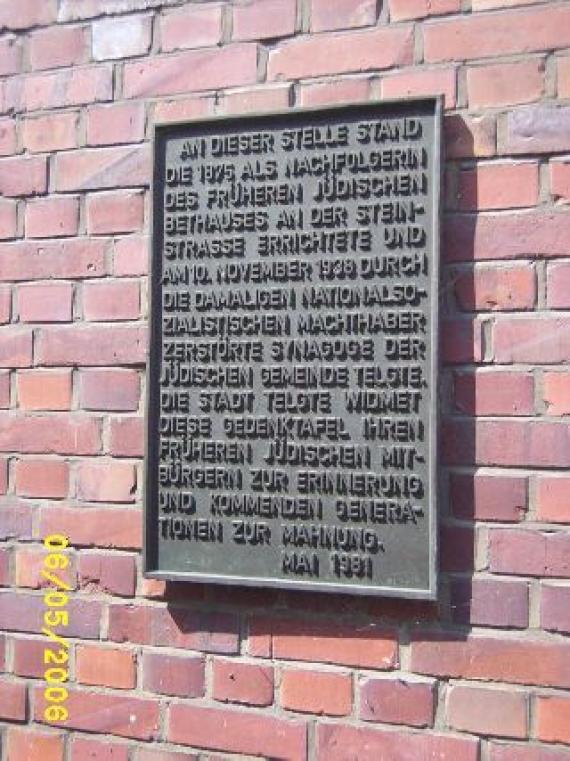 AN DIESER STELLE STAND
DIE 1875 ALS NACHFOLGERIN
DES FRÜHEREN JÜDISCHEN
BETHAUSES AN DER STEIN-
STRASSE ERRICHTETE UND
AM 10. NOVEMBER 1938 DURCH
DIE DAMALIGEN NATIONALSO-
ZIALISTISCHEN MACHTHABER
ZERSTÖRTE SYNAGOGE DER
JÜDISCHEN GEMEINDE TELGTE.
DIE STADT TELGTE WIDMET
DIESE GEDENKTAFEL IHREN
FRÜHEREN JÜDISCHEN MIT-
BÜRGERN ZUR ERINNERUNG
UND KOMMENDEN GENERA-
TIONEN ZUR MAHNUNG.
MAI 1981
06/05/2006